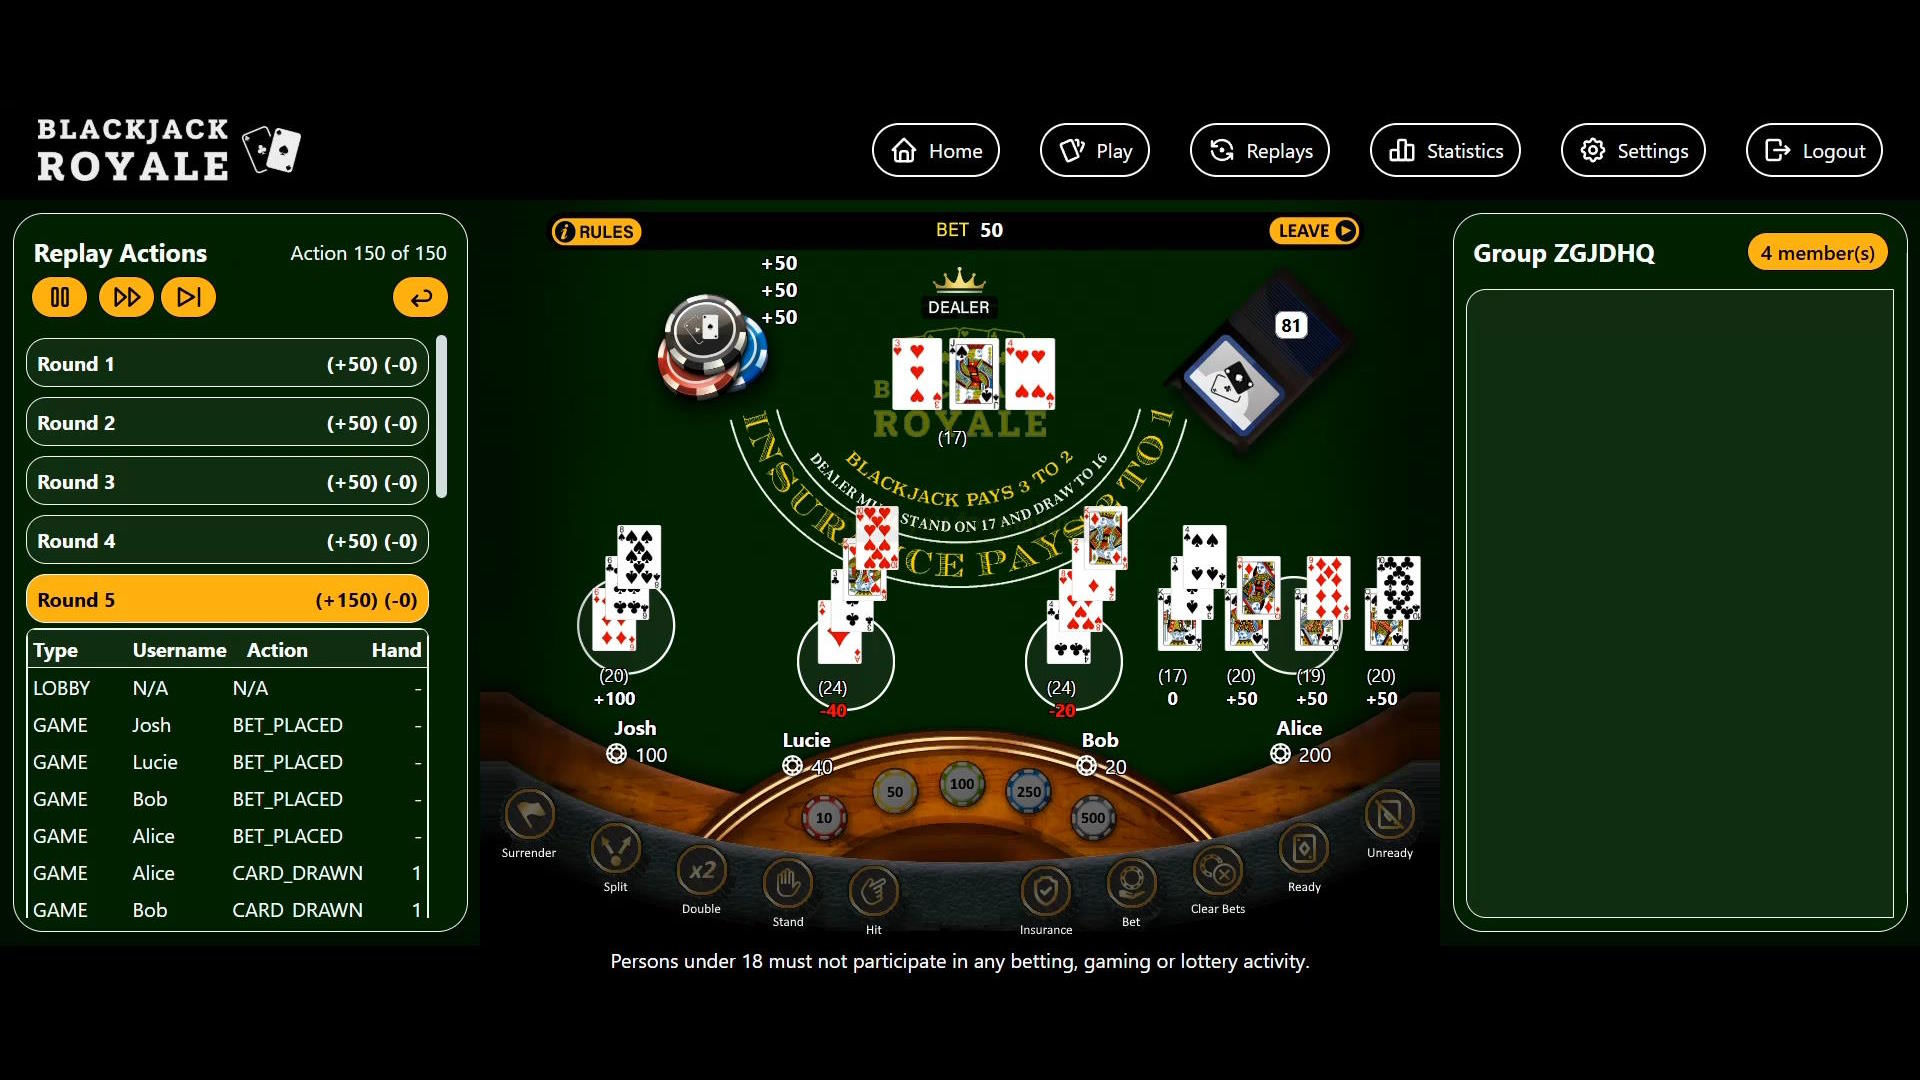 BLACKJACK
ROYALE
Home
Play
Replays
Statistics
Settings
Logout
Replay Actions
Action 150 of 150
Round 1 (+50) (-0)
Round 2 (+50) (-0)
Round 3 (+50) (-0)
Round 4 (+50) (-0)
Round 5 (+150) (-0)
Type Username Action Hand
LOBBY N/A N/A -
GAME Josh BET_PLACED -
GAME Lucie BET_PLACED -
GAME Bob BET_PLACED -
GAME Alice BET_PLACED -
GAME Alice CARD_DRAWN 1
GAME Bob CARD_DRAWN 1
RULES
BET 50
LEAVE
+50
+50
+50
DEALER
81
ROYALE
(17)
BLACKJACK PAYS 3 TO 2
STAND ON 17 AND DRAW TO 16
(20)
+100
Josh
100
(24)
-40
Lucie
40
(24)
-20
Bob
20
(17)
0
(20)
+50
(19)
+50
(20)
+50
Alice
200
10
50
100
250
500
Surrender
Split
x2
Double
Stand
Hit
Insurance
Bet
Clear Bets
Ready
Unready
Group ZGJDHQ
4 member(s)
Persons under 18 must not participate in any betting, gaming or lottery activity.